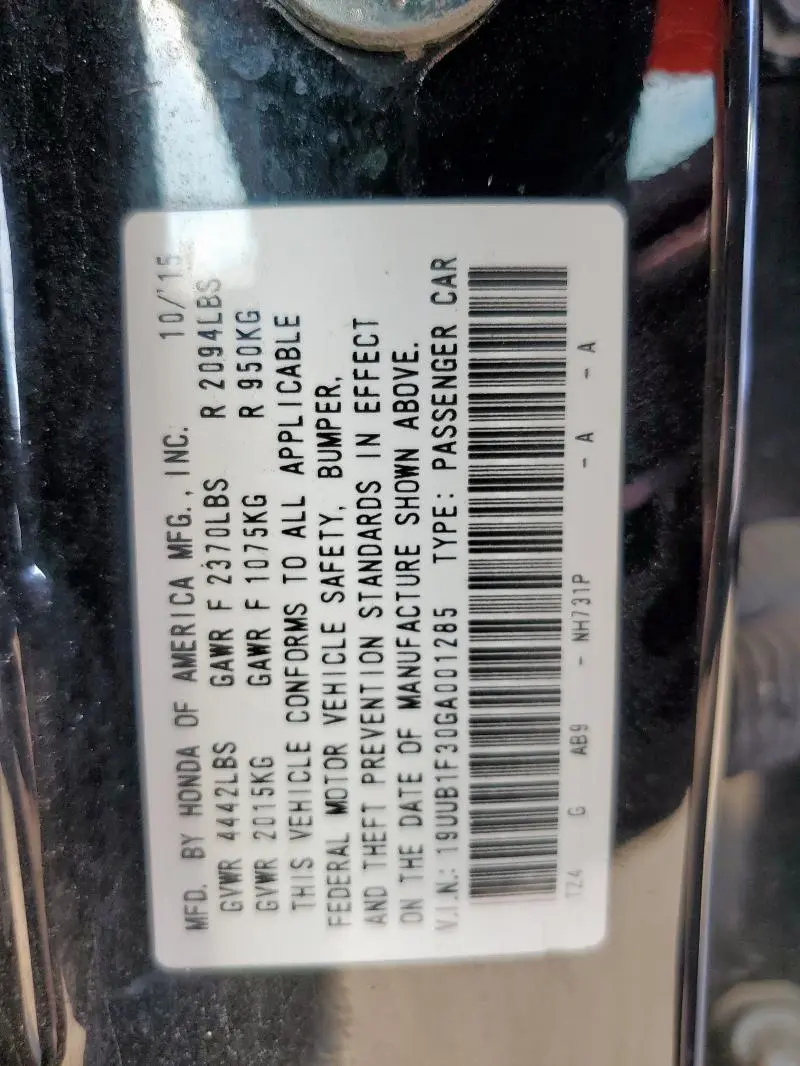 MFD. BY HONDA OF AMERICA MFG., INC. 10/'15
GVWR 4442LBS GAWR F 2370LBS R 2094LBS
GVWR 2015KG GAWR F 1075KG R 950KG
THIS VEHICLE CONFORMS TO ALL APPLICABLE
FEDERAL MOTOR VEHICLE SAFETY, BUMPER,
AND THEFT PREVENTION STANDARDS IN EFFECT
ON THE DATE OF MANUFACTURE SHOWN ABOVE.
V.I.N.: 19UUB1F30GA001285 TYPE: PASSENGER CAR
TZ4 G AB9 - NH731P - A - A